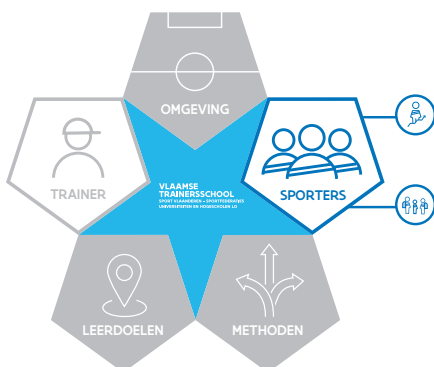 OMGEVING
TRAINER
SPORTERS
VLAAMSE
TRAINERSSCHOOL
SPORT VLAANDEREN – SPORTFEDERATIES
UNIVERSITEITEN EN HOGESCHOLEN LO
LEERDOELEN
METHODEN